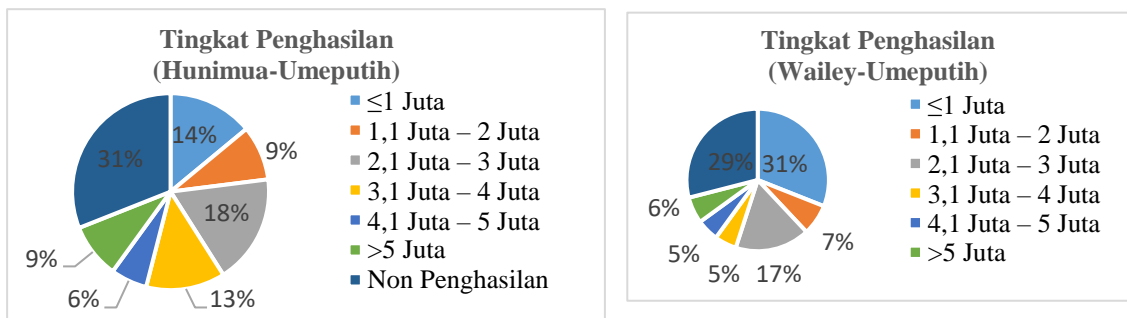 Tingkat Penghasilan
(Hunimua-Umeputih)
≤1 Juta
1,1 Juta – 2 Juta
2,1 Juta – 3 Juta
3,1 Juta – 4 Juta
4,1 Juta – 5 Juta
>5 Juta
Non Penghasilan
14%
9%
18%
13%
6%
9%
31%
Tingkat Penghasilan
(Wailey-Umeputih)
≤1 Juta
1,1 Juta – 2 Juta
2,1 Juta – 3 Juta
3,1 Juta – 4 Juta
4,1 Juta – 5 Juta
>5 Juta
31%
7%
17%
5%
5%
6%
29%